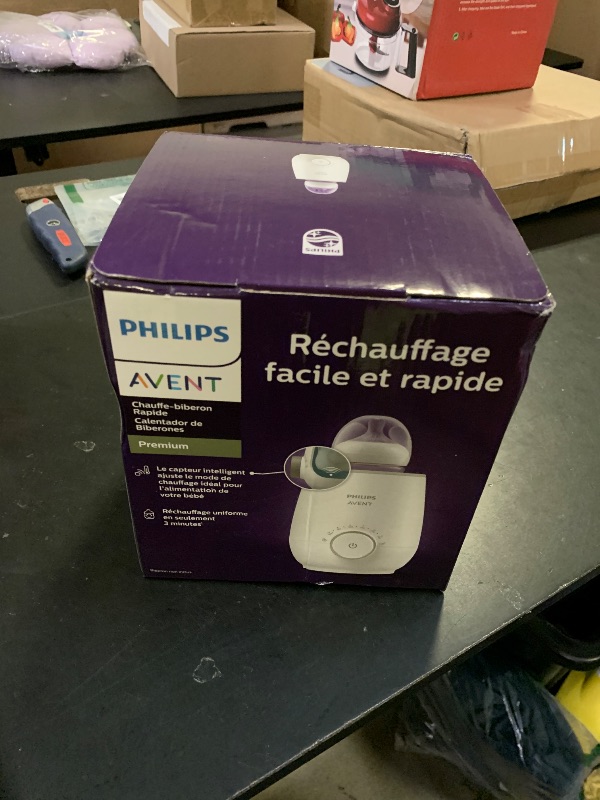 PHILIPS
PHILIPS
AVENT
Chauffe-biberon
Rapide
Calentador de
Biberones
Premium
Réchauffage
facile et rapide
Le capteur intelligent
ajuste le mode de
chauffage idéal pour
l'alimentation de
votre bébé
Réchauffage uniforme
en seulement
3 minutes
PHILIPS
AVENT